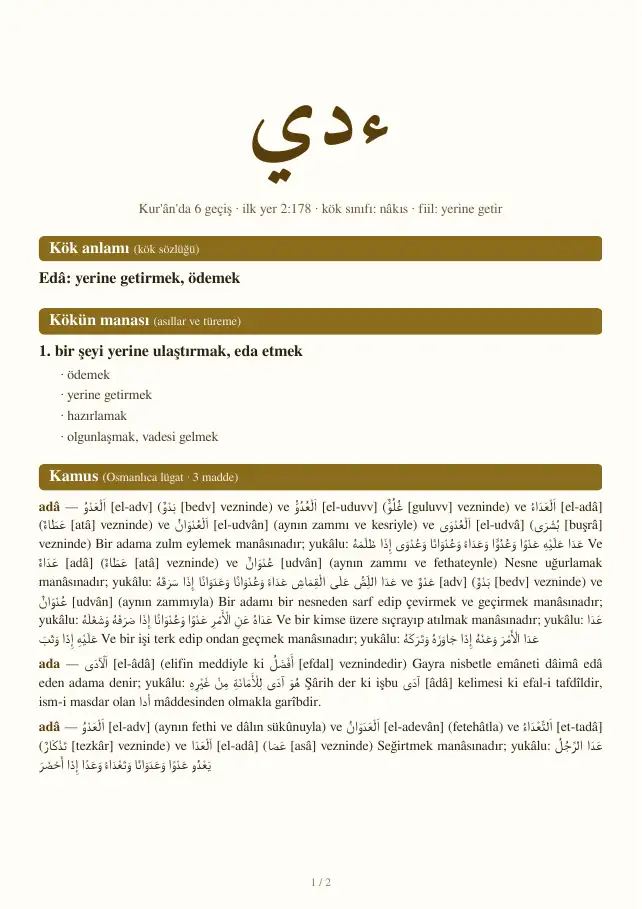 ءدي
Kur'ân'da 6 geçiş · ilk yer 2:178 · kök sınıfı: nâkıs · fiil: yerine getir
Kök anlamı (kök sözlüğü)
Edâ: yerine getirmek, ödemek
Kökün manası (asıllar ve türeme)
1. bir şeyi yerine ulaştırmak, eda etmek
· ödemek
· yerine getirmek
· hazırlamak
· olgunlaşmak, vadesi gelmek
Kamus (Osmanlıca lügat · 3 madde)
adâ — اَلْعَدْوُ [el-adv] (بَدْوٌ [bedv] vezninde) ve اَلْعُدُوُّ [el-uduvv] (غُلُوٌّ [guluvv] vezninde) ve اَلْعَدَاءُ [el-adâ]
(عَطَاءٌ [atâ] vezninde) ve اَلْعُدْوَانُ [el-udvân] (aynın zammı ve kesriyle) ve اَلْعُدْوَى [el-udvâ] (بُشْرَى [buşrâ]
vezninde) Bir adama zulm eylemek manâsınadır; yukâlu: عَدَا عَلَيْهِ عَدْوًا وَعُدُوًّا وَعَدَاءً وَعُدْوَانًا وَعُدْوَى إِذَا ظَلَمَهُ Ve
عَدَاءٌ [adâ] (عَطَاءٌ [atâ] vezninde) ve عُدْوَانٌ [udvân] (aynın zammı ve fethateynle) Nesne uğurlamak
manâsınadır; yukâlu: عَدَا اللِّصُّ عَلَى الْقِمَاشِ عَدَاءً وَعُدْوَانًا وَعَدَوَانًا إِذَا سَرَقَهُ ve عَدْوٌ [adv] (بَدْوٌ [bedv] vezninde) ve
عُدْوَانٌ [udvân] (aynın zammıyla) Bir adamı bir nesneden sarf edip çevirmek ve geçirmek manâsınadır;
yukâlu: عَدَاهُ عَنِ الْأَمْرِ عَدْوًا وَعُدْوَانًا إِذَا صَرَفَهُ وَشَغَلَهُ Ve bir kimse üzere sıçrayıp atılmak manâsınadır; yukâlu: عَدَا
عَلَيْهِ إِذَا وَثَبَ Ve bir işi terk edip ondan geçmek manâsınadır; yukâlu: عَدَا الْأَمْرَ وَعَنْهُ إِذَا جَاوَزَهُ وَتَرَكَهُ
ada — اَلْآدَى [el-âdâ] (elifin meddiyle ki أَفْضَلُ [efdal] veznindedir) Gayra nisbetle emâneti dâimâ edâ
eden adama denir; yukâlu: هُوَ آدَى لِلْأَمَانَةِ مِنْ غَيْرِهِ Şârih der ki işbu آدَى [âdâ] kelimesi ki efal-i tafdîldir,
ism-i masdar olan أدا mâddesinden olmakla garîbdir.
adâ — اَلْعَدْوُ [el-adv] (aynın fethi ve dâlın sükûnuyla) ve اَلْعَدَوَانُ [el-adevân] (fetehâtla) ve اَلتَّعْدَاءُ [et-tadâ]
(تَذْكَارٌ [tezkâr] vezninde) ve اَلْعَدَا [el-adâ] (عَصَا [asâ] vezninde) Seğirtmek manâsınadır; yukâlu: عَدَا الرَّجُلُ
يَعْدُو عَدْوًا وَعَدَوَانًا وَتَعْدَاءً وَعَدًا إِذَا أَحْضَرَ
1 / 2